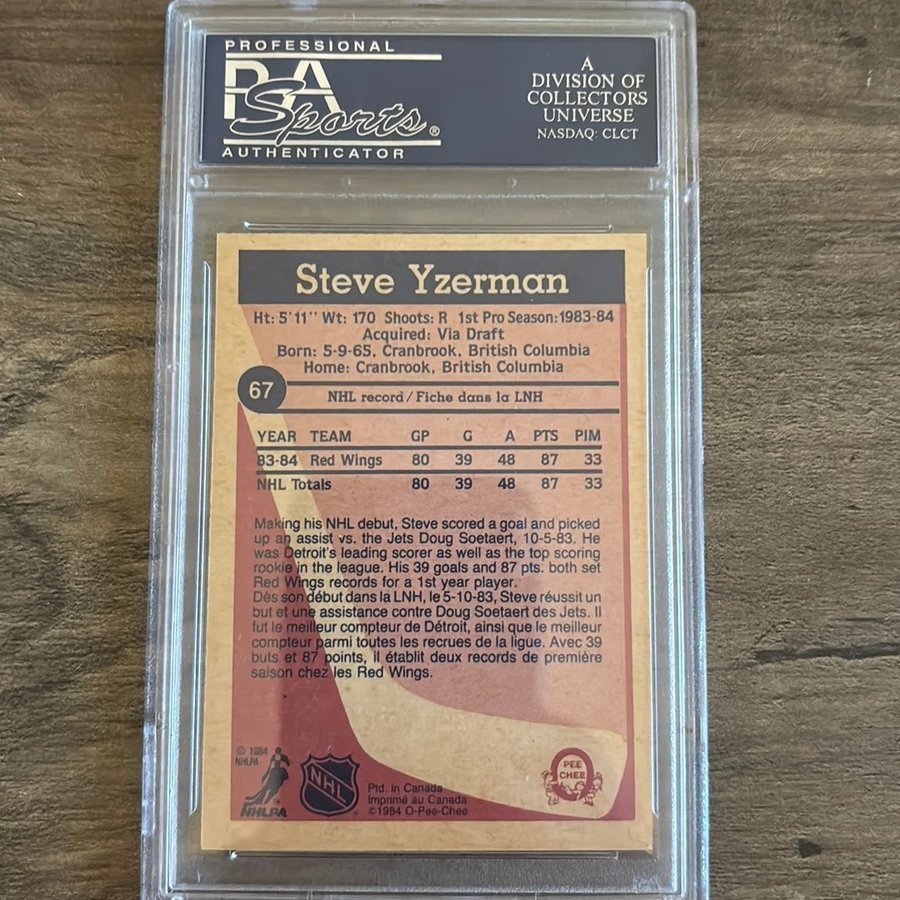 PROFESSIONAL
PSA
Sports®
AUTHENTICATOR
A
DIVISION OF
COLLECTORS
UNIVERSE
NASDAQ: CLCT
Steve Yzerman
Ht: 5'11" Wt: 170 Shoots: R 1st Pro Season: 1983-84
Acquired: Via Draft
Born: 5-9-65, Cranbrook, British Columbia
Home: Cranbrook, British Columbia
67
NHL record/Fiche dans la LNH
YEAR TEAM GP G A PTS PIM
83-84 Red Wings 80 39 48 87 33
NHL Totals 80 39 48 87 33
Making his NHL debut, Steve scored a goal and picked
up an assist vs. the Jets Doug Soetaert, 10-5-83. He
was Detroit's leading scorer as well as the top scoring
rookie in the league. His 39 goals and 87 pts. both set
Red Wings records for a 1st year player.
Dès son début dans la LNH, le 5-10-83, Steve réussit un
but et une assistance contre Doug Soetaert des Jets. Il
fut le meilleur compteur de Détroit, ainsi que le meilleur
compteur parmi toutes les recrues de la ligue. Avec 39
buts et 87 points, il établit deux records de première
saison chez les Red Wings.
© 1984
NHLPA
NHLPA
NHL
Ptd. in Canada
Imprimé au Canada
©1984 O-Pee-Chee
PEE
CHEE